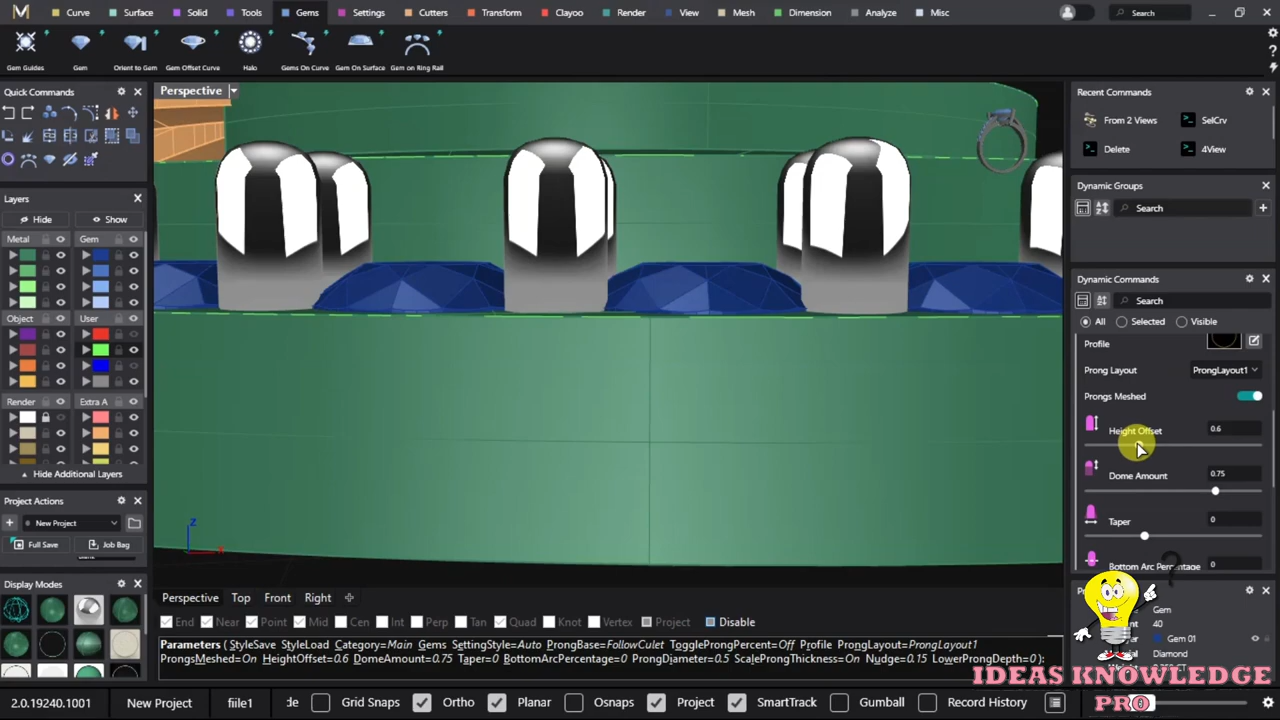 Curve Surface Solid Tools Gems Settings Cutters Transform Clayoo Render View Mesh Dimension Analyze Misc Search
Gem Guides Gem Orient to Gem Gem Offset Curve Halo Gems On Curve Gem On Surface Gem on Ring Rail
Quick Commands
Perspective
Recent Commands
From 2 Views SelCrv
Delete 4View
Layers
Hide Show
Metal Gem
Object User
Render Extra A
Hide Additional Layers
Dynamic Groups
Search
Dynamic Commands
Search
All Selected Visible
Profile
Prong Layout ProngLayout1
Prongs Meshed
Height Offset 0.6
Dome Amount 0.75
Taper 0
Bottom Arc Percentage 0
Project Actions
New Project
Full Save Job Bag
Display Modes
z
Perspective Top Front Right
End Near Point Mid Cen Int Perp Tan Quad Knot Vertex Project Disable
Parameters ( StyleSave StyleLoad Category=Main Gems SettingStyle=Auto ProngBase=FollowCulet ToggleProngPercent=Off Profile ProngLayout=ProngLayout1
ProngsMeshed=On HeightOffset=0.6 DomeAmount=0.75 Taper=0 BottomArcPercentage=0 ProngDiameter=0.5 ScaleProngThickness=On Nudge=0.15 LowerProngDepth=0 ):
Gem
40
Gem 01
Diamond
IDEAS KNOWLEDGE
PRO
2.0.19240.1001 New Project file1 de Grid Snaps Ortho Planar Osnaps Project SmartTrack Gumball Record History